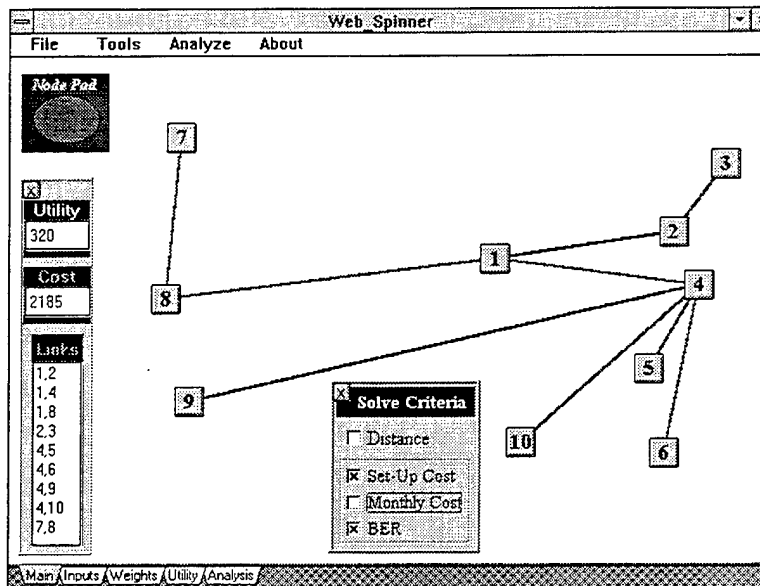 Web_Spinner
File Tools Analyze About
Node Pad
7
3
X
Utility
320
2
1
Cost
2185
8
4
Links
1,2
1,4
1,8
2,3
4,5
4,6
4,9
4,10
7,8
5
9
X Solve Criteria
Distance
Set-Up Cost
Monthly Cost
BER
10
6
Main Inputs Weights Utility Analysis